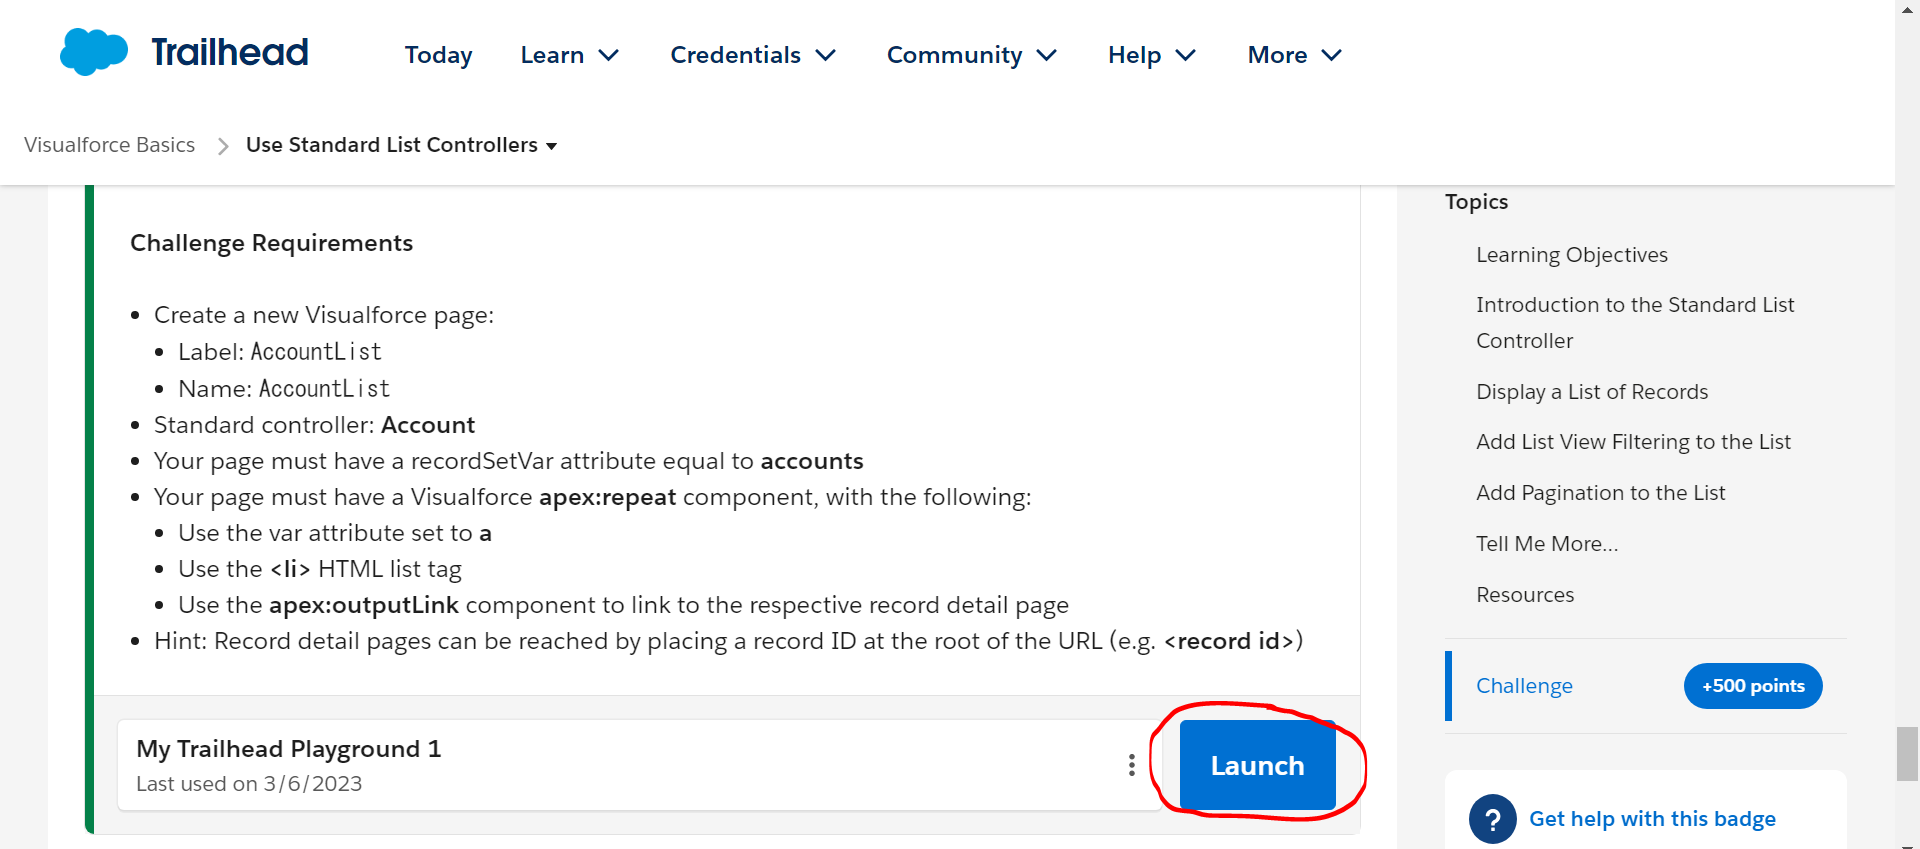 Trailhead
Today Learn Credentials Community Help More
Visualforce Basics Use Standard List Controllers
Challenge Requirements
Create a new Visualforce page:
Label: AccountList
Name: AccountList
Standard controller: Account
Your page must have a recordSetVar attribute equal to accounts
Your page must have a Visualforce apex:repeat component, with the following:
Use the var attribute set to a
Use the <li> HTML list tag
Use the apex:outputLink component to link to the respective record detail page
Hint: Record detail pages can be reached by placing a record ID at the root of the URL (e.g. <record id>)
My Trailhead Playground 1
Last used on 3/6/2023
Launch
Topics
Learning Objectives
Introduction to the Standard List
Controller
Display a List of Records
Add List View Filtering to the List
Add Pagination to the List
Tell Me More...
Resources
Challenge +500 points
? Get help with this badge